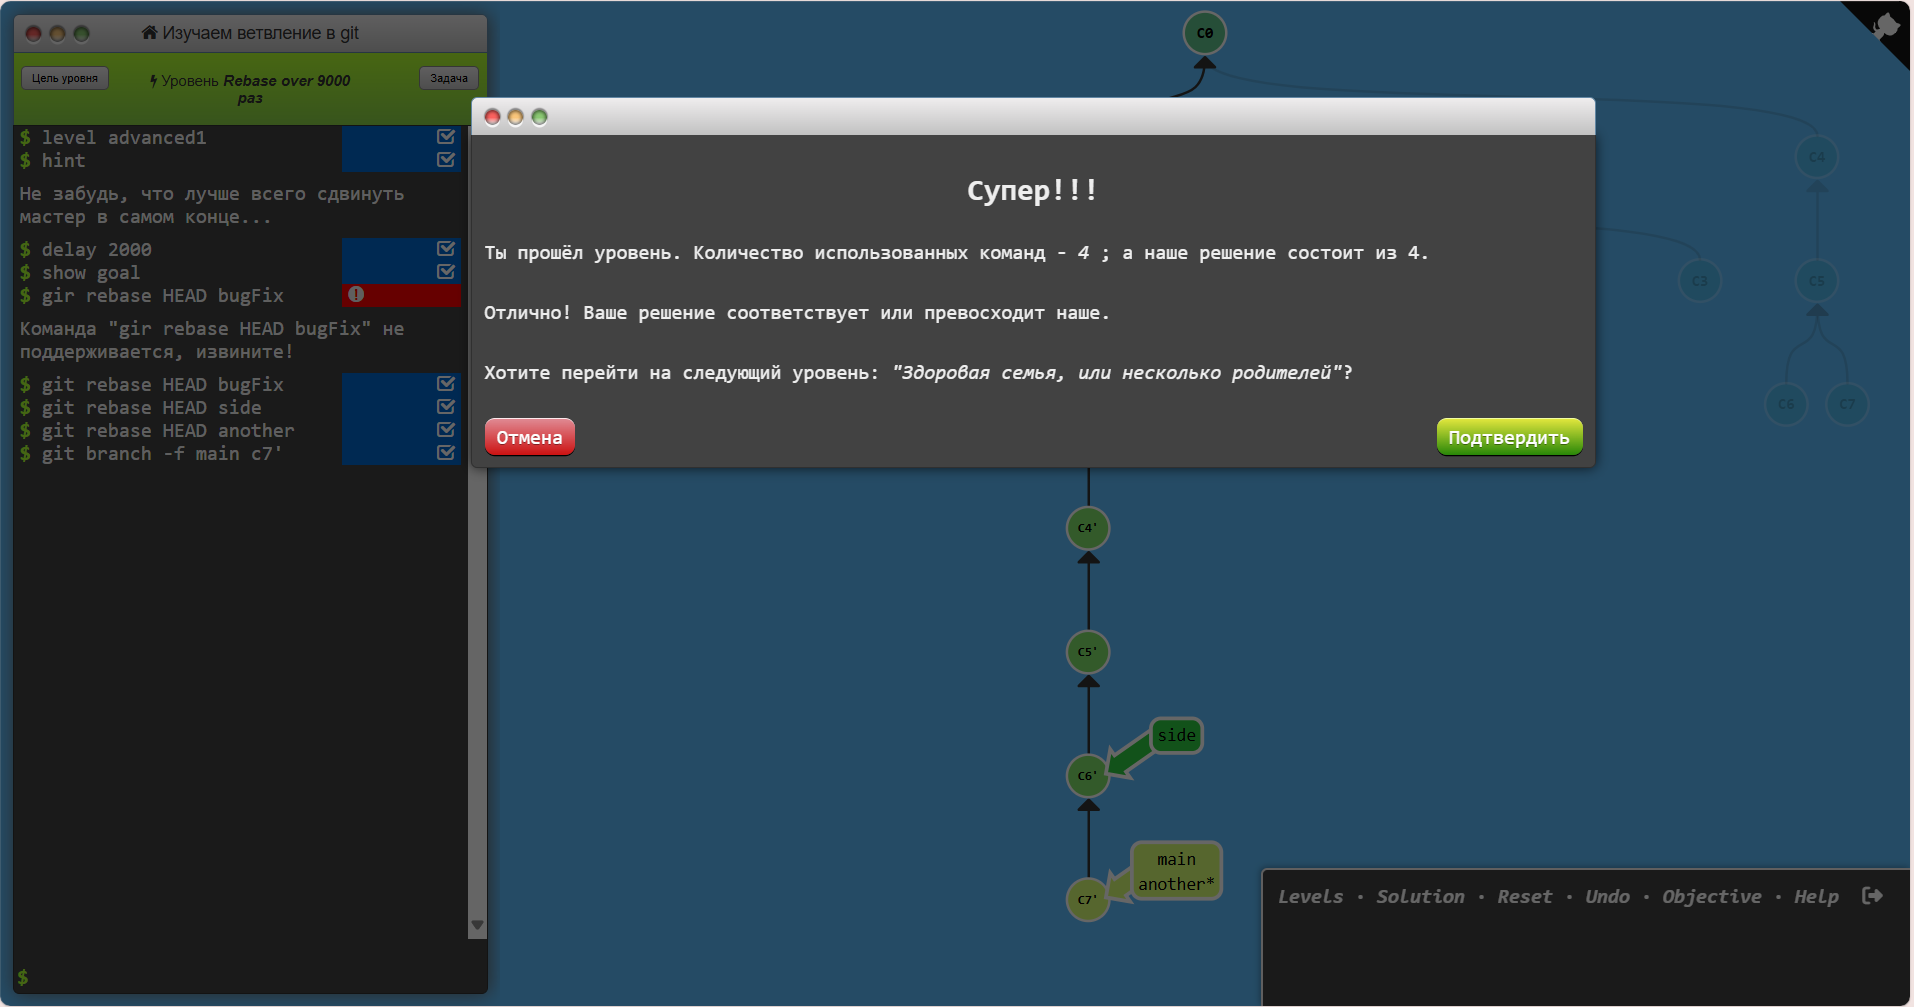 Изучаем ветвление в git
Цель уровня
Уровень Rebase over 9000
раз
Задача
$ level advanced1
$ hint
Не забудь, что лучше всего сдвинуть
мастер в самом конце...
$ delay 2000
$ show goal
$ gir rebase HEAD bugFix
Команда "gir rebase HEAD bugFix" не
поддерживается, извините!
$ git rebase HEAD bugFix
$ git rebase HEAD side
$ git rebase HEAD another
$ git branch -f main c7'
$
Супер!!!
Ты прошёл уровень. Количество использованных команд - 4 ; а наше решение состоит из 4.
Отлично! Ваше решение соответствует или превосходит наше.
Хотите перейти на следующий уровень: "Здоровая семья, или несколько родителей"?
Отмена
Подтвердить
C0
C4
C3
C5
C6
C7
C4'
C5'
side
C6'
main
another*
C7'
Levels • Solution • Reset • Undo • Objective • Help